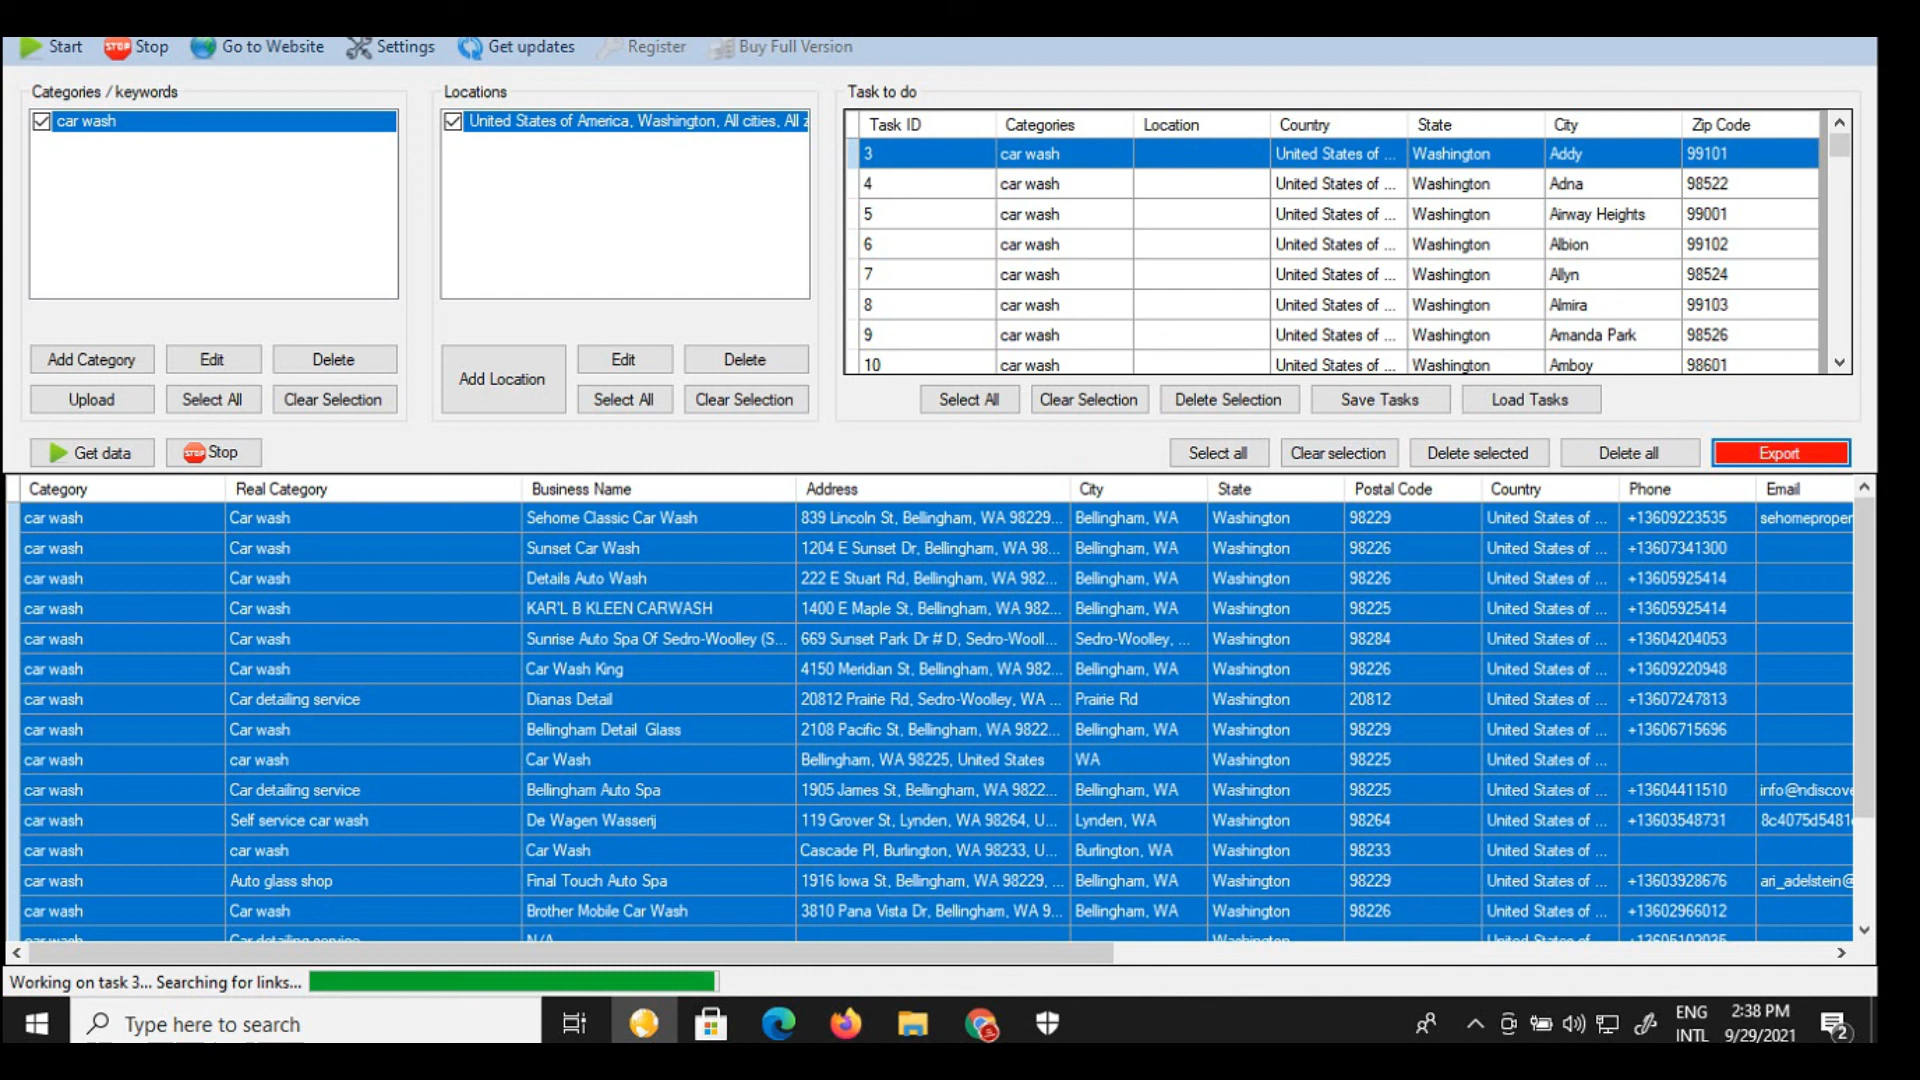 Start Stop Go to Website Settings Get updates Register Buy Full Version
Categories / keywords Locations Task to do
car wash
United States of America, Washington, All cities, All z
Task ID Categories Location Country State City Zip Code
3 car wash United States of ... Washington Addy 99101
4 car wash United States of ... Washington Adna 98522
5 car wash United States of ... Washington Airway Heights 99001
6 car wash United States of ... Washington Albion 99102
7 car wash United States of ... Washington Allyn 98524
8 car wash United States of ... Washington Almira 99103
9 car wash United States of ... Washington Amanda Park 98526
10 car wash United States of ... Washington Amboy 98601
Add Category Edit Delete
Upload Select All Clear Selection
Add Location
Edit Delete
Select All Clear Selection
Select All Clear Selection Delete Selection Save Tasks Load Tasks
Get data STOP Stop Select all Clear selection Delete selected Delete all Export
Category Real Category Business Name Address City State Postal Code Country Phone Email
car wash Car wash Sehome Classic Car Wash 839 Lincoln St, Bellingham, WA 98229... Bellingham, WA Washington 98229 United States of ... +13609223535 sehomeproper
car wash Car wash Sunset Car Wash 1204 E Sunset Dr, Bellingham, WA 98... Bellingham, WA Washington 98226 United States of ... +13607341300
car wash Car wash Details Auto Wash 222 E Stuart Rd, Bellingham, WA 982... Bellingham, WA Washington 98226 United States of ... +13605925414
car wash Car wash KAR'L B KLEEN CARWASH 1400 E Maple St, Bellingham, WA 982... Bellingham, WA Washington 98225 United States of ... +13605925414
car wash Car wash Sunrise Auto Spa Of Sedro-Woolley (S... 669 Sunset Park Dr # D, Sedro-Wooll... Sedro-Woolley, ... Washington 98284 United States of ... +13604204053
car wash Car wash Car Wash King 4150 Meridian St, Bellingham, WA 982... Bellingham, WA Washington 98226 United States of ... +13609220948
car wash Car detailing service Dianas Detail 20812 Prairie Rd, Sedro-Woolley, WA ... Prairie Rd Washington 20812 United States of ... +13607247813
car wash Car wash Bellingham Detail Glass 2108 Pacific St, Bellingham, WA 9822... Bellingham, WA Washington 98229 United States of ... +13606715696
car wash car wash Car Wash Bellingham, WA 98225, United States WA Washington 98225 United States of ...
car wash Car detailing service Bellingham Auto Spa 1905 James St, Bellingham, WA 9822... Bellingham, WA Washington 98225 United States of ... +13604411510 info@ndiscove
car wash Self service car wash De Wagen Wasserij 119 Grover St, Lynden, WA 98264, U... Lynden, WA Washington 98264 United States of ... +13603548731 8c4075d5481
car wash car wash Car Wash Cascade Pl, Burlington, WA 98233, U... Burlington, WA Washington 98233 United States of ...
car wash Auto glass shop Final Touch Auto Spa 1916 Iowa St, Bellingham, WA 98229, ... Bellingham, WA Washington 98229 United States of ... +13603928676 ari_adelstein@
car wash Car wash Brother Mobile Car Wash 3810 Pana Vista Dr, Bellingham, WA 9... Bellingham, WA Washington 98226 United States of ... +13602966012
car wash Car detailing service N/A Washington United States of ... +13605102035
Working on task 3... Searching for links...
Type here to search
ENG 2:38 PM
INTL 9/29/2021 2